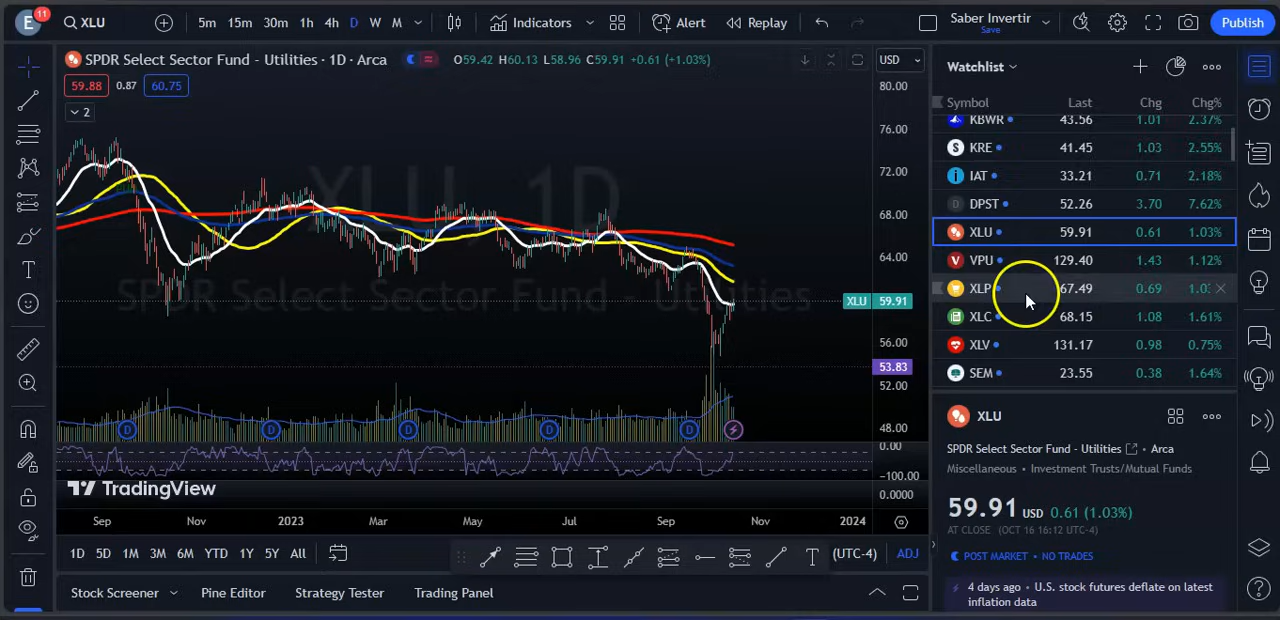 E
11
XLU
5m 15m 30m 1h 4h D W M
Indicators
Alert
Replay
Saber Invertir
Save
Publish
SPDR Select Sector Fund - Utilities · 1D · Arca
O59.42 H60.13 L58.96 C59.91 +0.61 (+1.03%)
USD
59.88 0.87 60.75
2
XLU, 1D
SPDR Select Sector Fund - Utilities
80.00
76.00
72.00
68.00
64.00
XLU 59.91
56.00
53.83
52.00
48.00
0.00
-100.00
0.0000
D D D D D
TradingView
Sep Nov 2023 Mar May Jul Sep Nov 2024
1D 5D 1M 3M 6M YTD 1Y 5Y All
(UTC-4) ADJ
Stock Screener Pine Editor Strategy Tester Trading Panel
Watchlist
Symbol Last Chg Chg%
KBWR 43.56 1.01 2.37%
KRE 41.45 1.03 2.55%
IAT 33.21 0.71 2.18%
D DPST 52.26 3.70 7.62%
XLU 59.91 0.61 1.03%
VPU 129.40 1.43 1.12%
XLP 67.49 0.69 1.03
XLC 68.15 1.08 1.61%
XLV 131.17 0.98 0.75%
SEM 23.55 0.38 1.64%
XLU
SPDR Select Sector Fund - Utilities · Arca
Miscellaneous · Investment Trusts/Mutual Funds
59.91 USD 0.61 (1.03%)
AT CLOSE (OCT 16 16:12 UTC-4)
POST MARKET · NO TRADES
4 days ago · U.S. stock futures deflate on latest
inflation data